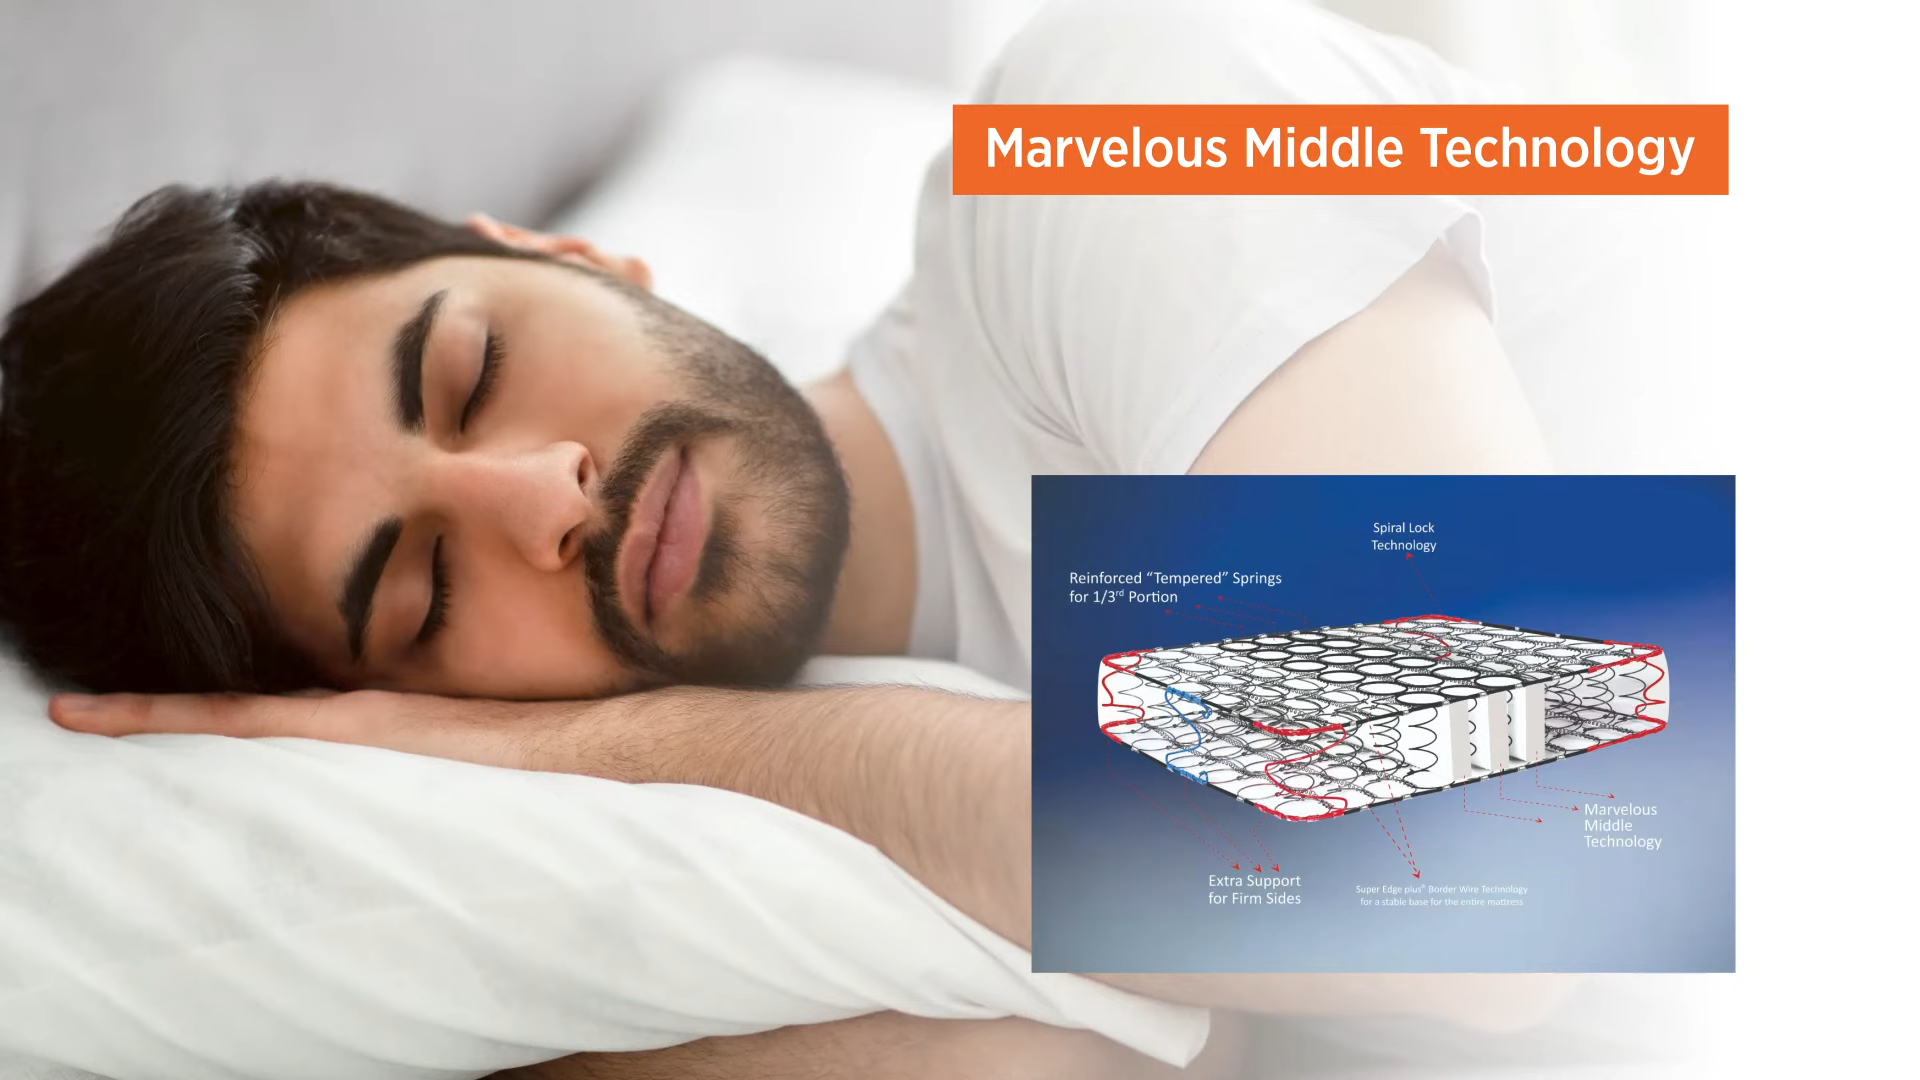 Marvelous Middle Technology
Spiral Lock
Technology
Reinforced “Tempered” Springs
for 1/3rd Portion
Marvelous
Middle
Technology
Extra Support
for Firm Sides
Super Edge plus® Border Wire Technology
for a stable base for the entire mattress